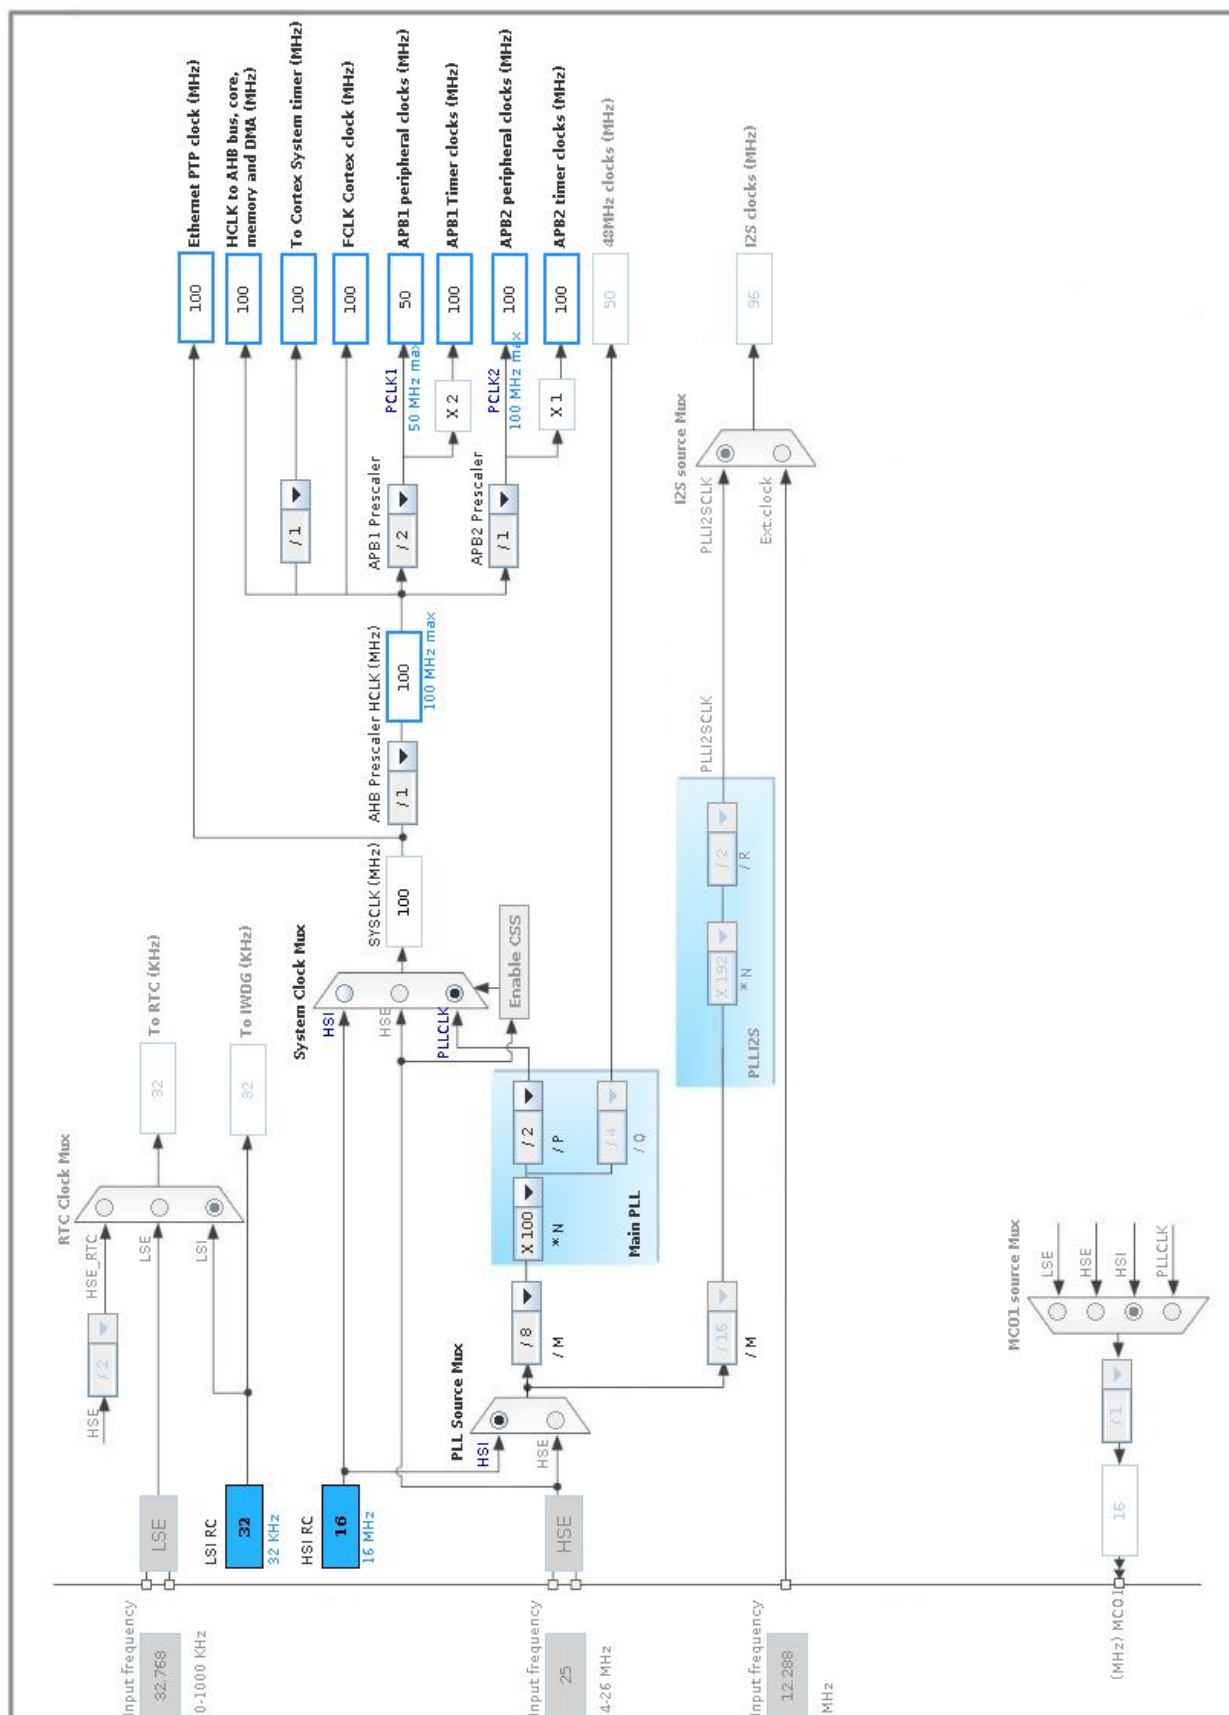 Input frequency
32.768
0-1000 KHz
LSE
HSE
/ 2
HSE_RTC
LSE
LSI
RTC Clock Mux
32
To RTC (KHz)
LSI RC
32
32 KHz
32
To IWDG (KHz)
HSI RC
16
16 MHz
System Clock Mux
HSI
HSE
PLLCLK
Enable CSS
SYSCLK (MHz)
100
AHB Prescaler
/ 1
HCLK (MHz)
100
100 MHz max
100
Ethernet PTP clock (MHz)
100
HCLK to AHB bus, core,
memory and DMA (MHz)
/ 1
100
To Cortex System timer (MHz)
100
FCLK Cortex clock (MHz)
APB1 Prescaler
/ 2
PCLK1
50 MHz max
50
APB1 peripheral clocks (MHz)
X 2
100
APB1 Timer clocks (MHz)
APB2 Prescaler
/ 1
PCLK2
100 MHz max
100
APB2 peripheral clocks (MHz)
X 1
100
APB2 timer clocks (MHz)
50
48MHz clocks (MHz)
Input frequency
25
4-26 MHz
HSE
PLL Source Mux
HSI
HSE
/ 8
/ M
X 100
* N
/ 2
/ P
/ 4
/ Q
Main PLL
/ 16
/ M
X 192
* N
/ 2
/ R
PLLI2S
PLLI2SCLK
PLLI2SCLK
I2S source Mux
Ext.clock
96
I2S clocks (MHz)
Input frequency
12.288
MHz
(MHz) MCO1
16
/ 1
MCO1 source Mux
LSE
HSE
HSI
PLLCLK